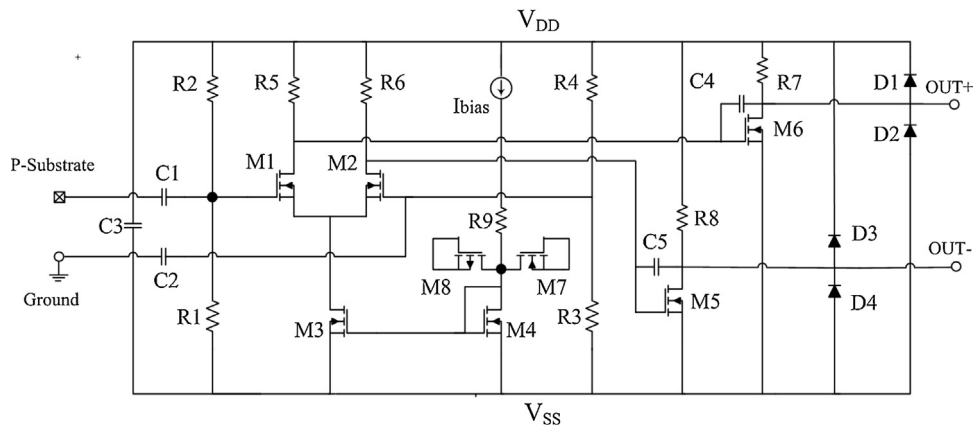 V_DD
R2
R5
R6
Ibias
R4
C4
R7
D1
OUT+
M6
D2
P-Substrate
C1
M1
M2
C3
R9
R8
D3
C5
OUT-
C2
M8
M7
M5
D4
Ground
R1
M3
M4
R3
V_SS